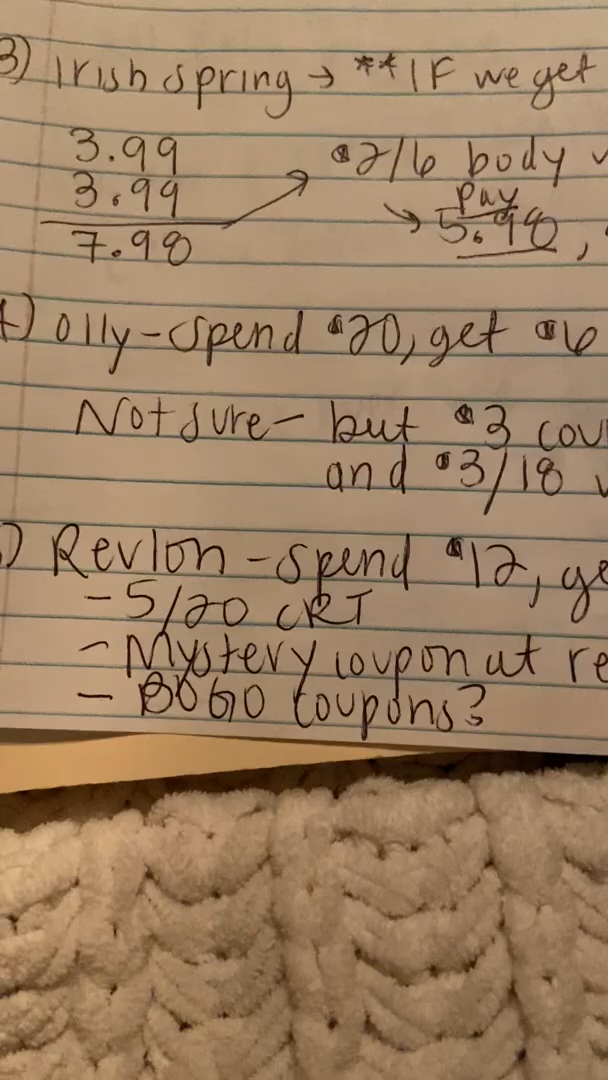 3) Irish Spring → **IF we get
3.99
3.99
7.98
$2/6 body
→ Pay
5.98,
) Olly - Spend $20, get $6
Not sure - but $3 cou
and $3/18
) Revlon - Spend $12, ge
- 5/20 CRT
- Mystery coupon at re
- BOGO coupons?